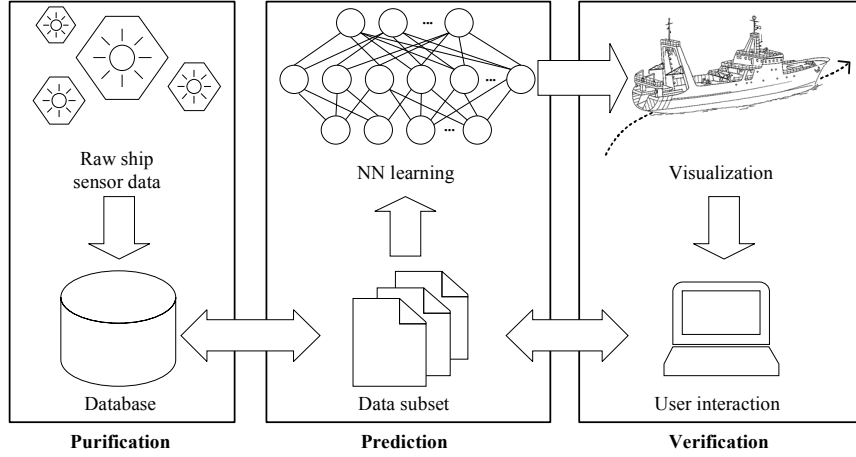 Raw ship
sensor data
Database
Purification
NN learning
Data subset
Prediction
Visualization
User interaction
Verification